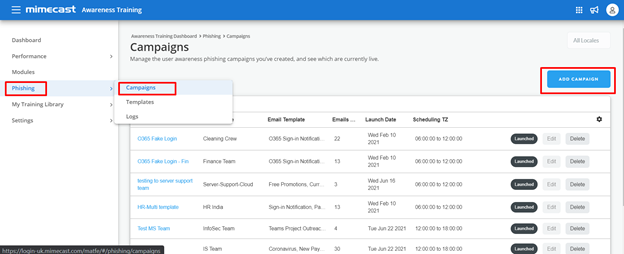 mimecast Awareness Training
Dashboard
Performance
Modules
Phishing
My Training Library
Settings
Campaigns
Templates
Logs
Awareness Training Dashboard > Phishing > Campaigns
Campaigns
Manage the user awareness phishing campaigns you've created, and see which are currently live.
All Locales
ADD CAMPAIGN
Email Template Emails ... Launch Date Scheduling TZ
O365 Fake Login Cleaning Crew O365 Sign-in Notificati... 22 Wed Feb 10 2021 06:00:00 to 12:00:00 Launched Edit Delete
O365 Fake Login - Fin Finance Team O365 Sign-in Notificati... 13 Wed Feb 10 2021 06:00:00 to 12:00:00 Launched Edit Delete
testing to server support team Server-Support-Cloud Free Promotions, Curr... 3 Wed Jun 16 2021 06:00:00 to 12:00:00 Launched Edit Delete
HR-Multi template HR India Sign-in Notification, Pa... 13 Wed Feb 10 2021 06:00:00 to 12:00:00 Launched Edit Delete
Test MS Team InfoSec Team Teams Project Outreac... 4 Tue Jun 22 2021 12:00:00 to 18:00:00 Launched Edit Delete
IS Team Coronavirus, New Pay... 30 Tue Jun 22 2021 12:00:00 to 18:00:00 Launched Edit Delete
https://login-uk.mimecast.com/matfe/#/phishing/campaigns